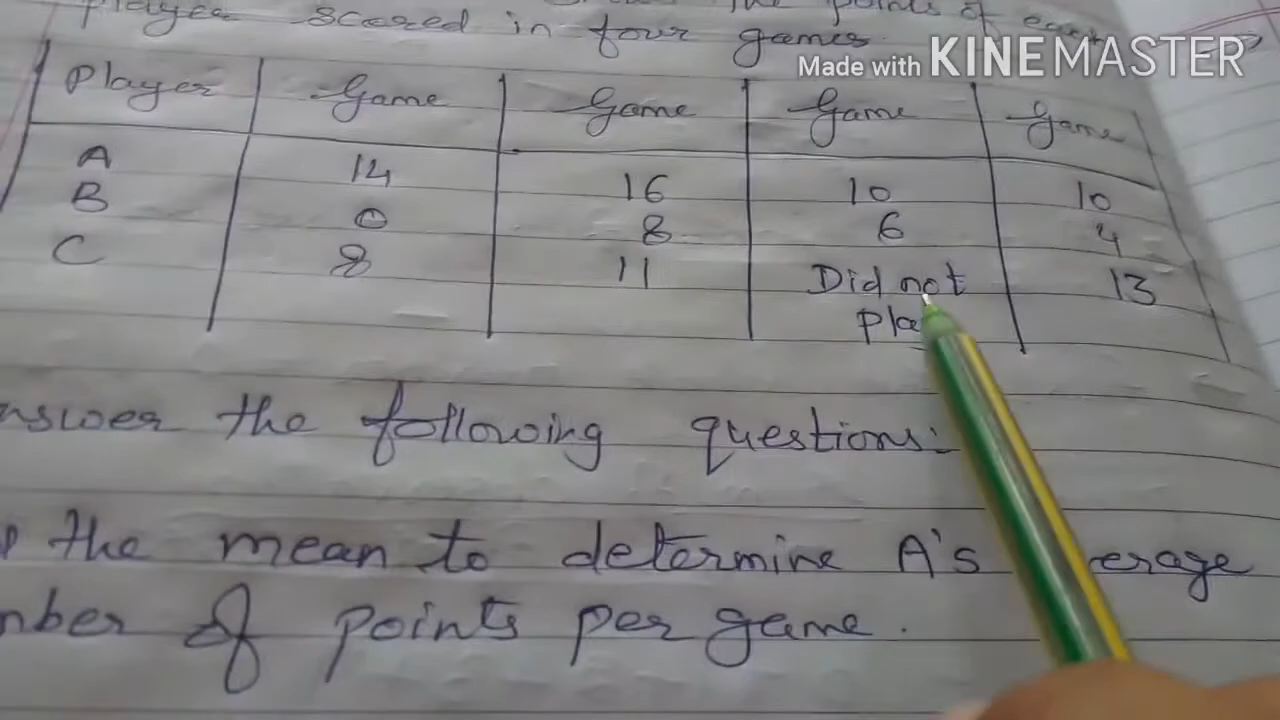 player scored in four games.
Made with KINEMASTER
Player Game Game Game Game
A 14 16 10 10
B 0 8 6 4
C 8 11 Did not 13
the following questions:
the mean to determine A's
of points per game.